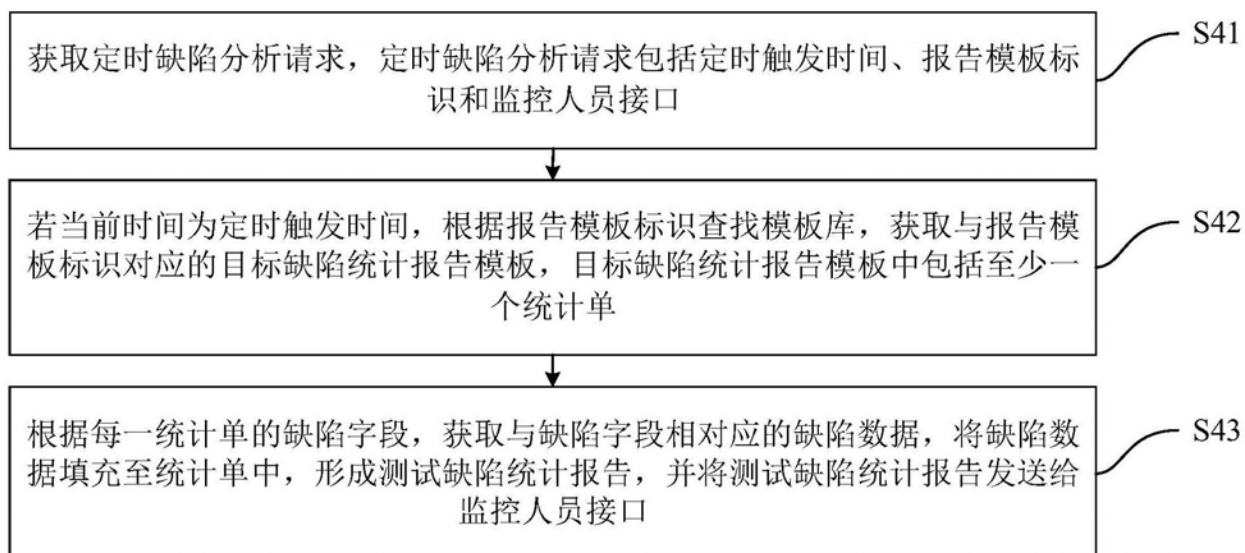 获取定时缺陷分析请求，定时缺陷分析请求包括定时触发时间、报告模板标
识和监控人员接口
S41
若当前时间为定时触发时间，根据报告模板标识查找模板库，获取与报告模
板标识对应的目标缺陷统计报告模板，目标缺陷统计报告模板中包括至少一
个统计单
S42
根据每一统计单的缺陷字段，获取与缺陷字段相对应的缺陷数据，将缺陷数
据填充至统计单中，形成测试缺陷统计报告，并将测试缺陷统计报告发送给
监控人员接口
S43